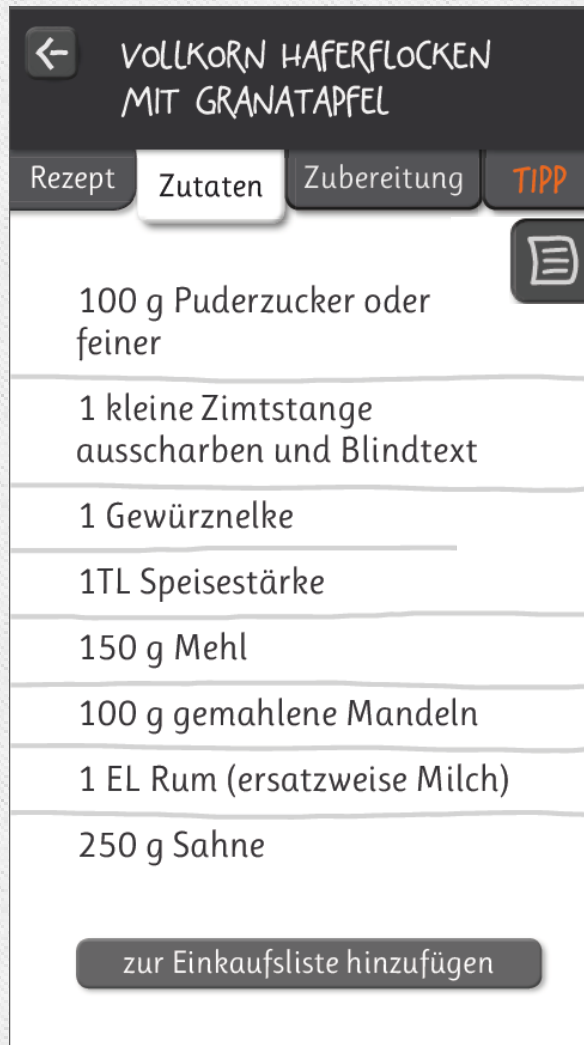 VOLLKORN HAFERFLOCKEN
MIT GRANATAPFEL
Rezept Zutaten Zubereitung TIPP
100 g Puderzucker oder
feiner
1 kleine Zimtstange
ausscharben und Blindtext
1 Gewürznelke
1TL Speisestärke
150 g Mehl
100 g gemahlene Mandeln
1 EL Rum (ersatzweise Milch)
250 g Sahne
zur Einkaufsliste hinzufügen